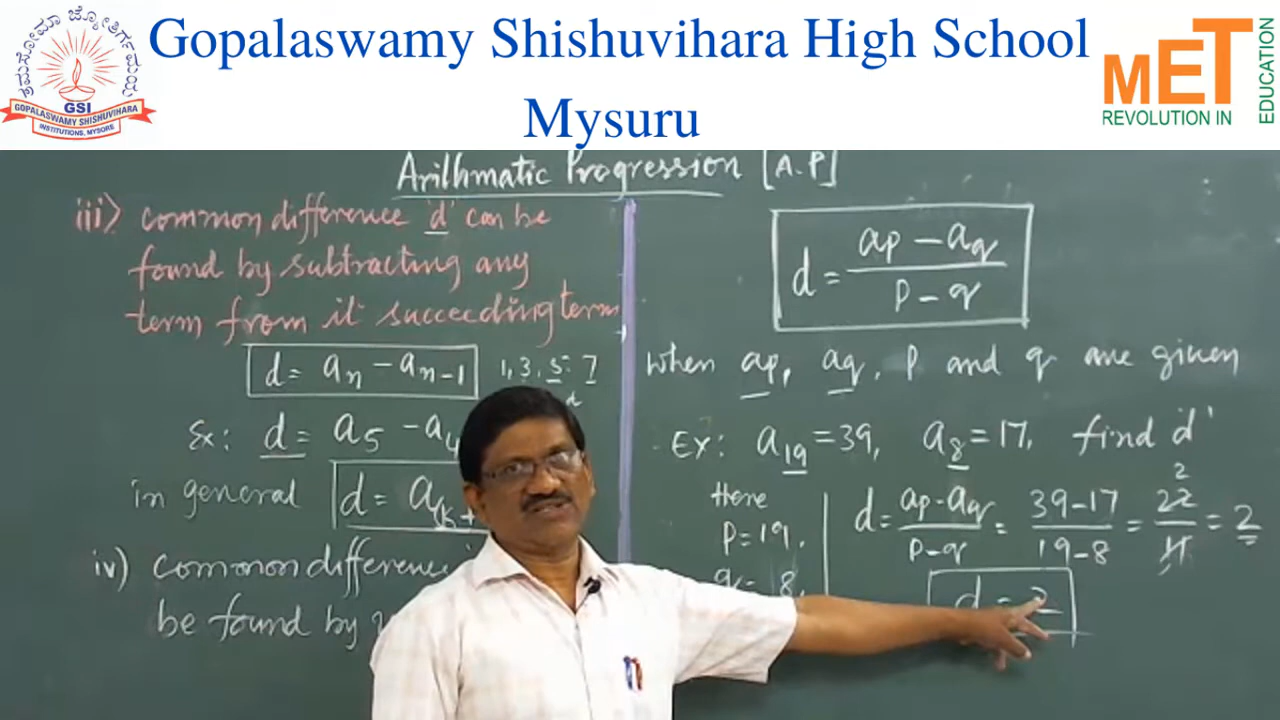 Gopalaswamy Shishuvihara High School
Mysuru
GSI
GOPALASWAMY SHISHUVIHARA
INSTITUTIONS, MYSORE
MET
REVOLUTION IN
EDUCATION
Arithmatic Progression [A.P]
iii) common difference 'd' can be
found by subtracting any
term from it succeeding term
d = an - an-1 1, 3, 5 7
d
Ex: d = a5 - a4
in general d = a(k+
iv) common difference
be found by
d = ap - aq / p - q
when ap, aq, p and q are given
Ex: a19 = 39, a8 = 17, find d'
Here
P = 19,
q = 8,
d = ap - aq / p - q = 39 - 17 / 19 - 8 = 22 / 11 = 2
2
d = 2